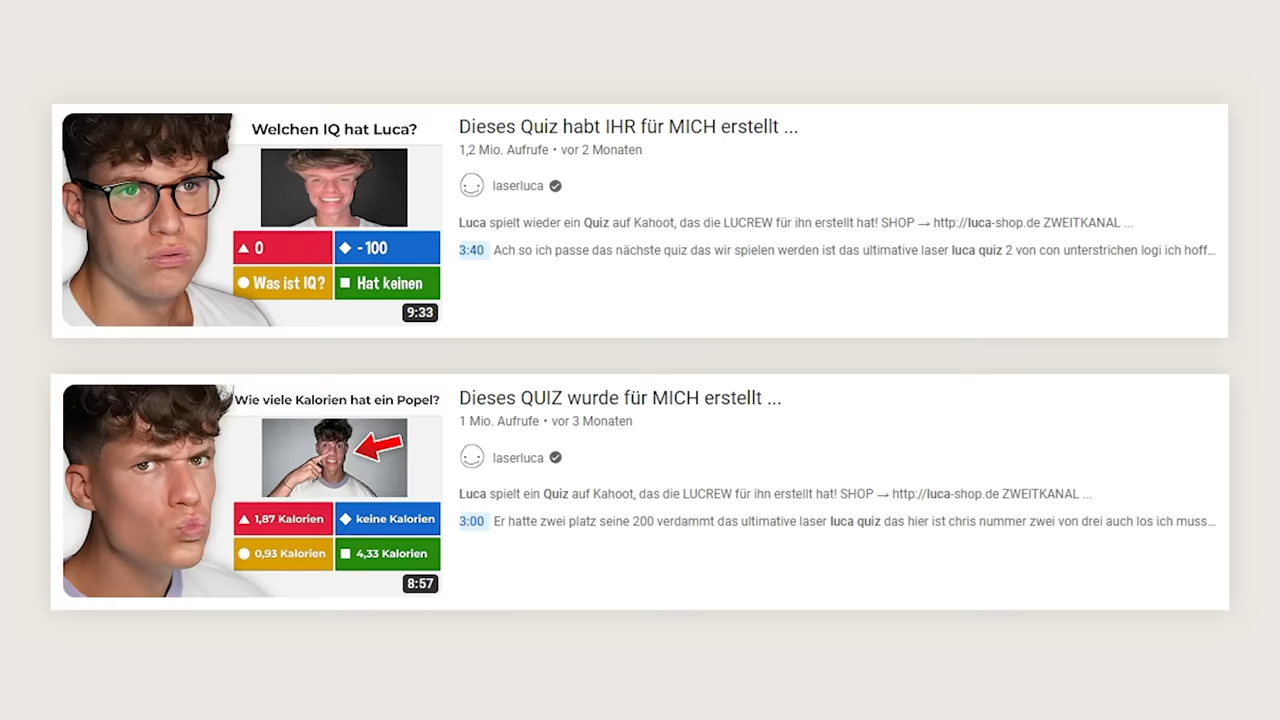 Welchen IQ hat Luca?
0
-100
Was ist IQ?
Hat keinen
9:33
Dieses Quiz habt IHR für MICH erstellt ...
1,2 Mio. Aufrufe • vor 2 Monaten
laserluca
Luca spielt wieder ein Quiz auf Kahoot, das die LUCREW für ihn erstellt hat! SHOP → http://luca-shop.de ZWEITKANAL ...
3:40 Ach so ich passe das nächste quiz das wir spielen werden ist das ultimative laser luca quiz 2 von con unterstrichen logi ich hoff...
Wie viele Kalorien hat ein Popel?
1,87 Kalorien
keine Kalorien
0,93 Kalorien
4,33 Kalorien
8:57
Dieses QUIZ wurde für MICH erstellt ...
1 Mio. Aufrufe • vor 3 Monaten
laserluca
Luca spielt ein Quiz auf Kahoot, das die LUCREW für ihn erstellt hat! SHOP → http://luca-shop.de ZWEITKANAL ...
3:00 Er hatte zwei platz seine 200 verdammt das ultimative laser luca quiz das hier ist chris nummer zwei von drei auch los ich muss...